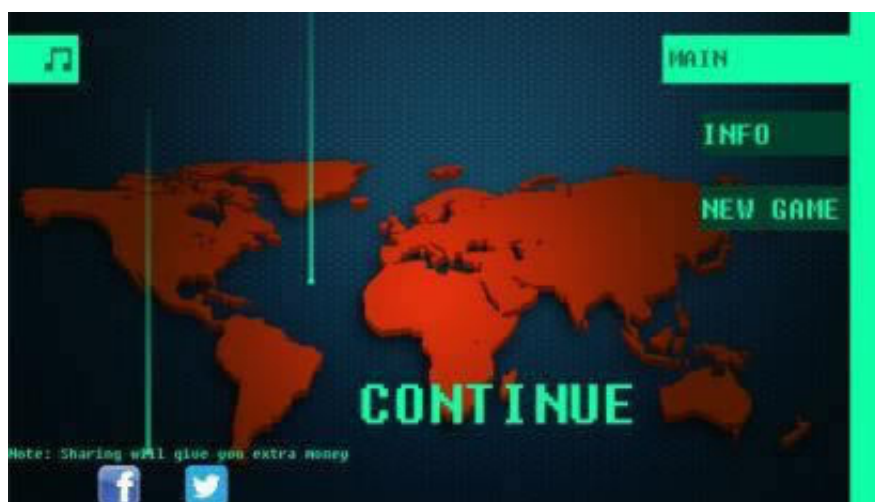 MAIN
INFO
NEW GAME
CONTINUE
Note: Sharing will give you extra money